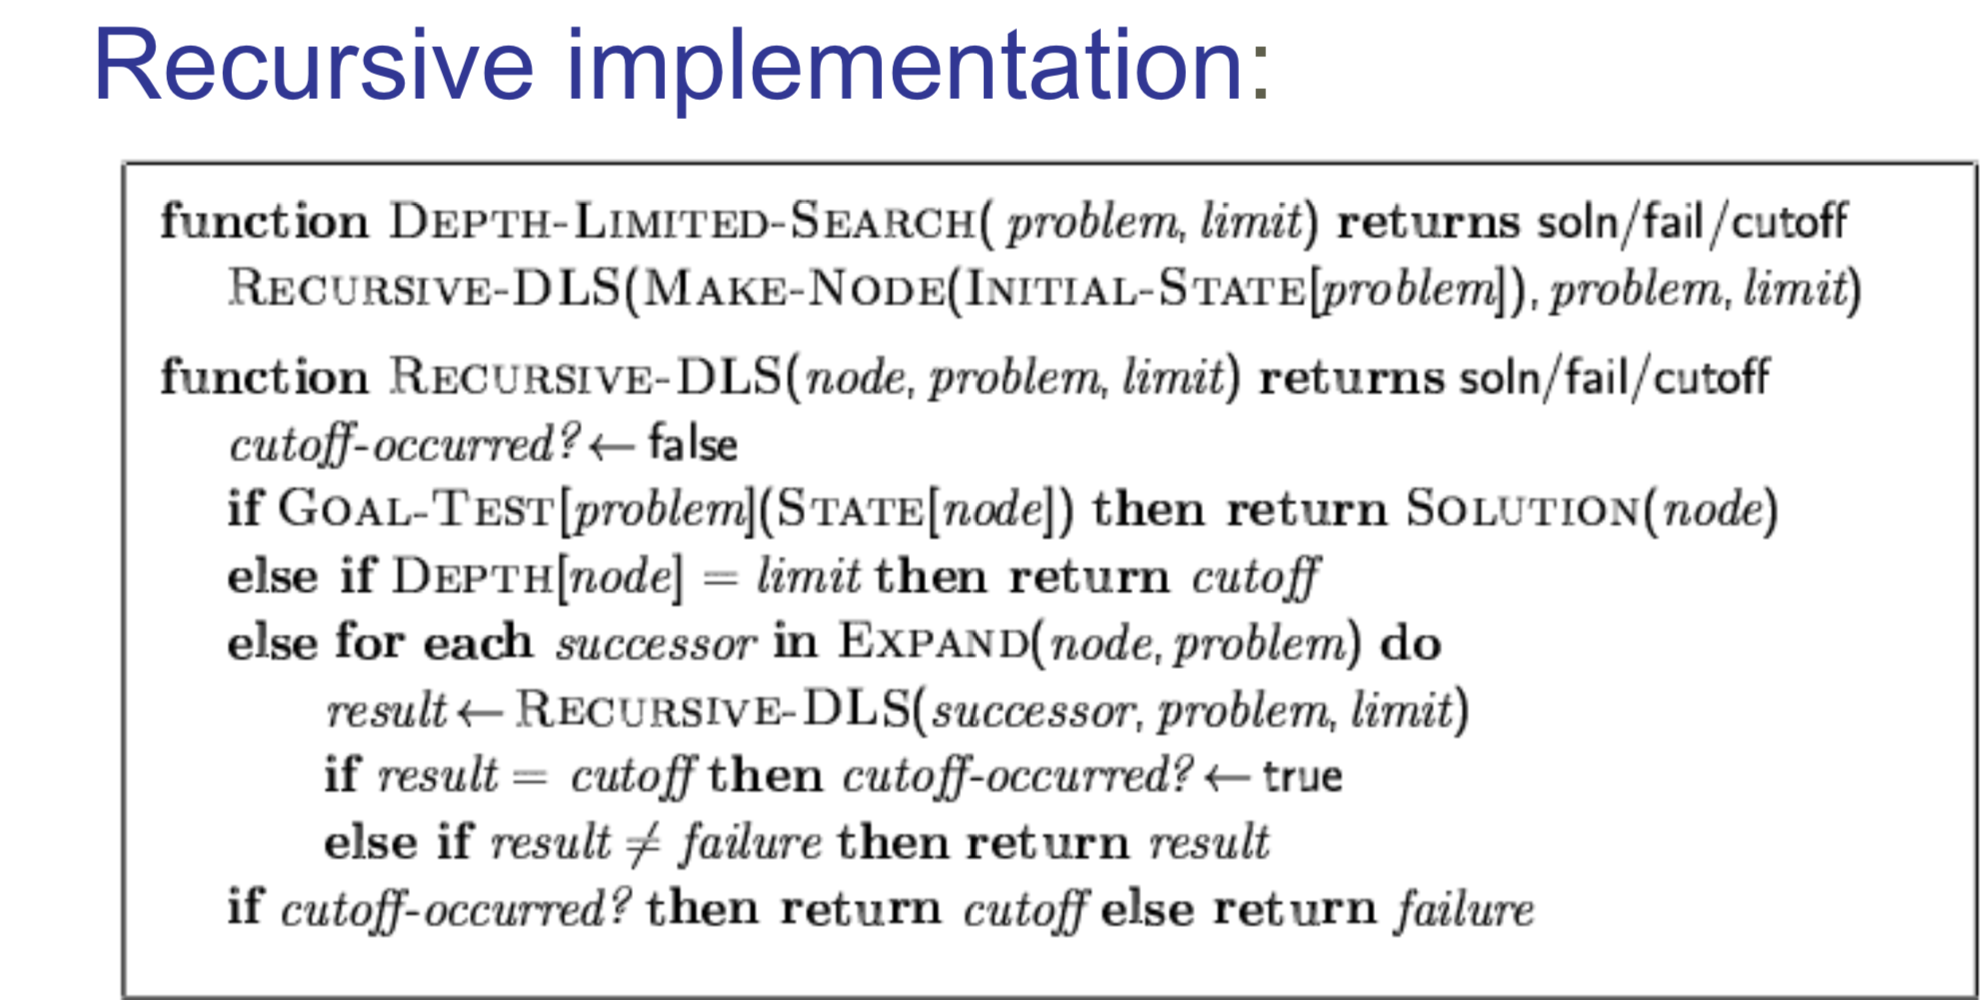 Recursive implementation:
function DEPTH-LIMITED-SEARCH( problem, limit) returns soln/fail/cutoff
RECURSIVE-DLS(MAKE-NODE(INITIAL-STATE[problem]), problem, limit)
function RECURSIVE-DLS(node, problem, limit) returns soln/fail/cutoff
cutoff-occurred? ← false
if GOAL-TEST[problem](STATE[node]) then return SOLUTION(node)
else if DEPTH[node] = limit then return cutoff
else for each successor in EXPAND(node, problem) do
result ← RECURSIVE-DLS(successor, problem, limit)
if result = cutoff then cutoff-occurred? ← true
else if result ≠ failure then return result
if cutoff-occurred? then return cutoff else return failure